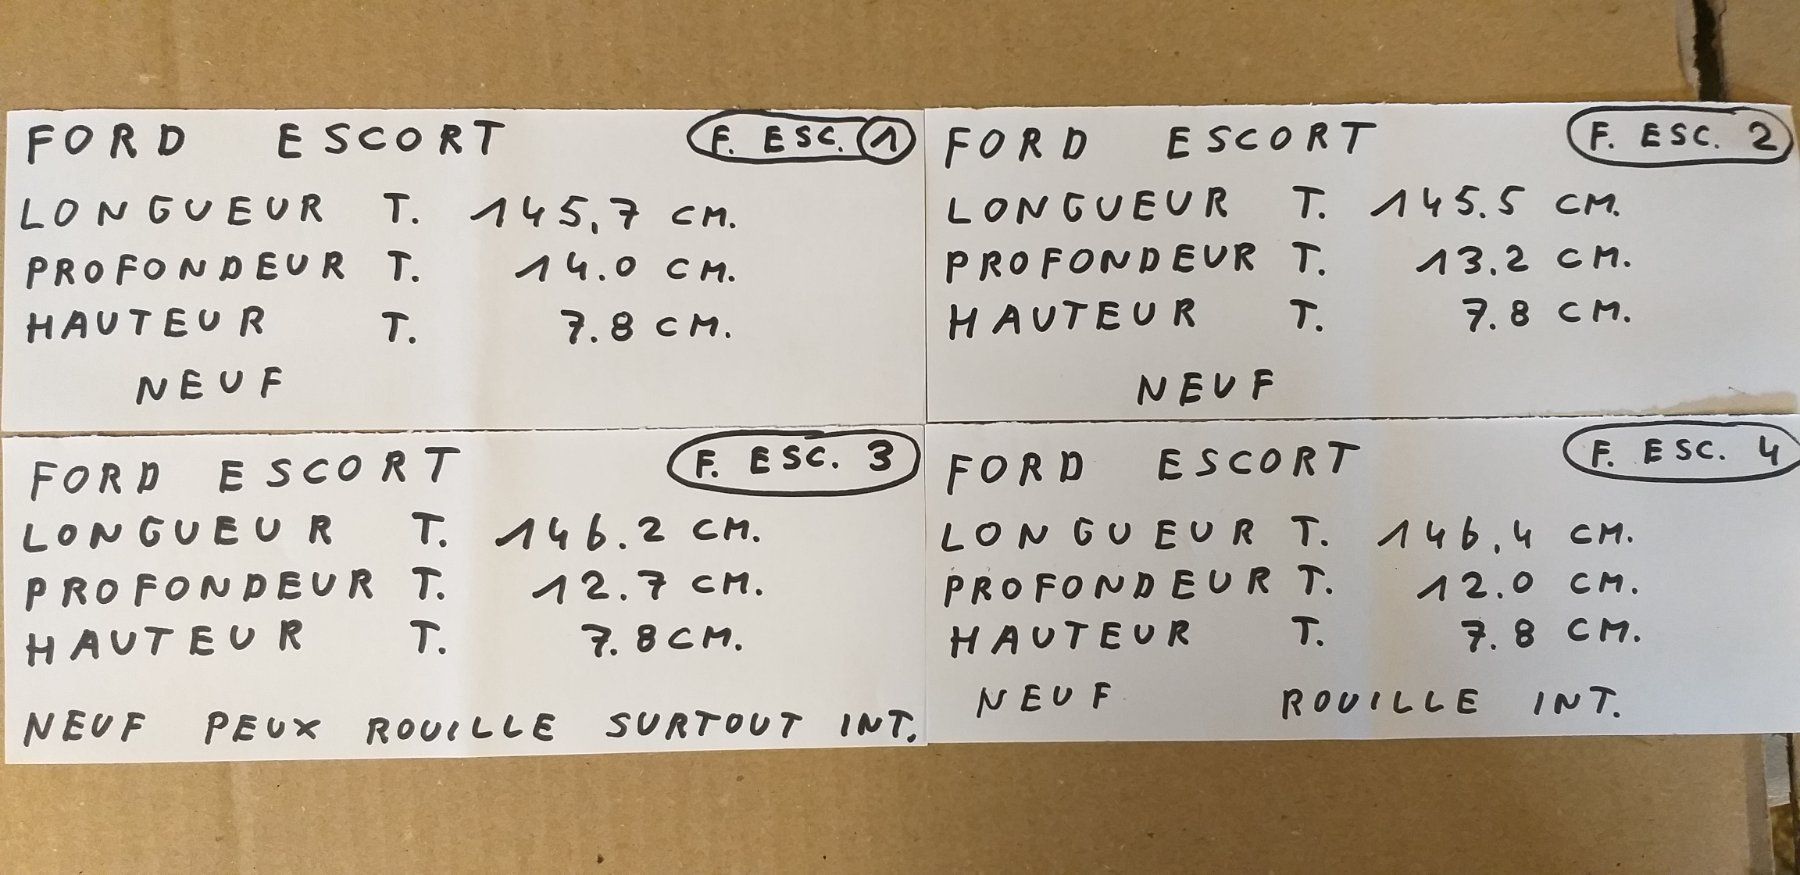 FORD ESCORT F. ESC. 1
LONGUEUR T. 145,7 CM.
PROFONDEUR T. 14.0 CM.
HAUTEUR T. 7.8 CM.
NEUF
FORD ESCORT F. ESC. 2
LONGUEUR T. 145.5 CM.
PROFONDEUR T. 13.2 CM.
HAUTEUR T. 7.8 CM.
NEUF
FORD ESCORT F. ESC. 3
LONGUEUR T. 146.2 CM.
PROFONDEUR T. 12.7 CM.
HAUTEUR T. 7.8 CM.
NEUF PEUX ROUILLE SURTOUT INT.
FORD ESCORT F. ESC. 4
LONGUEUR T. 146,4 CM.
PROFONDEUR T. 12.0 CM.
HAUTEUR T. 7.8 CM.
NEUF ROUILLE INT.